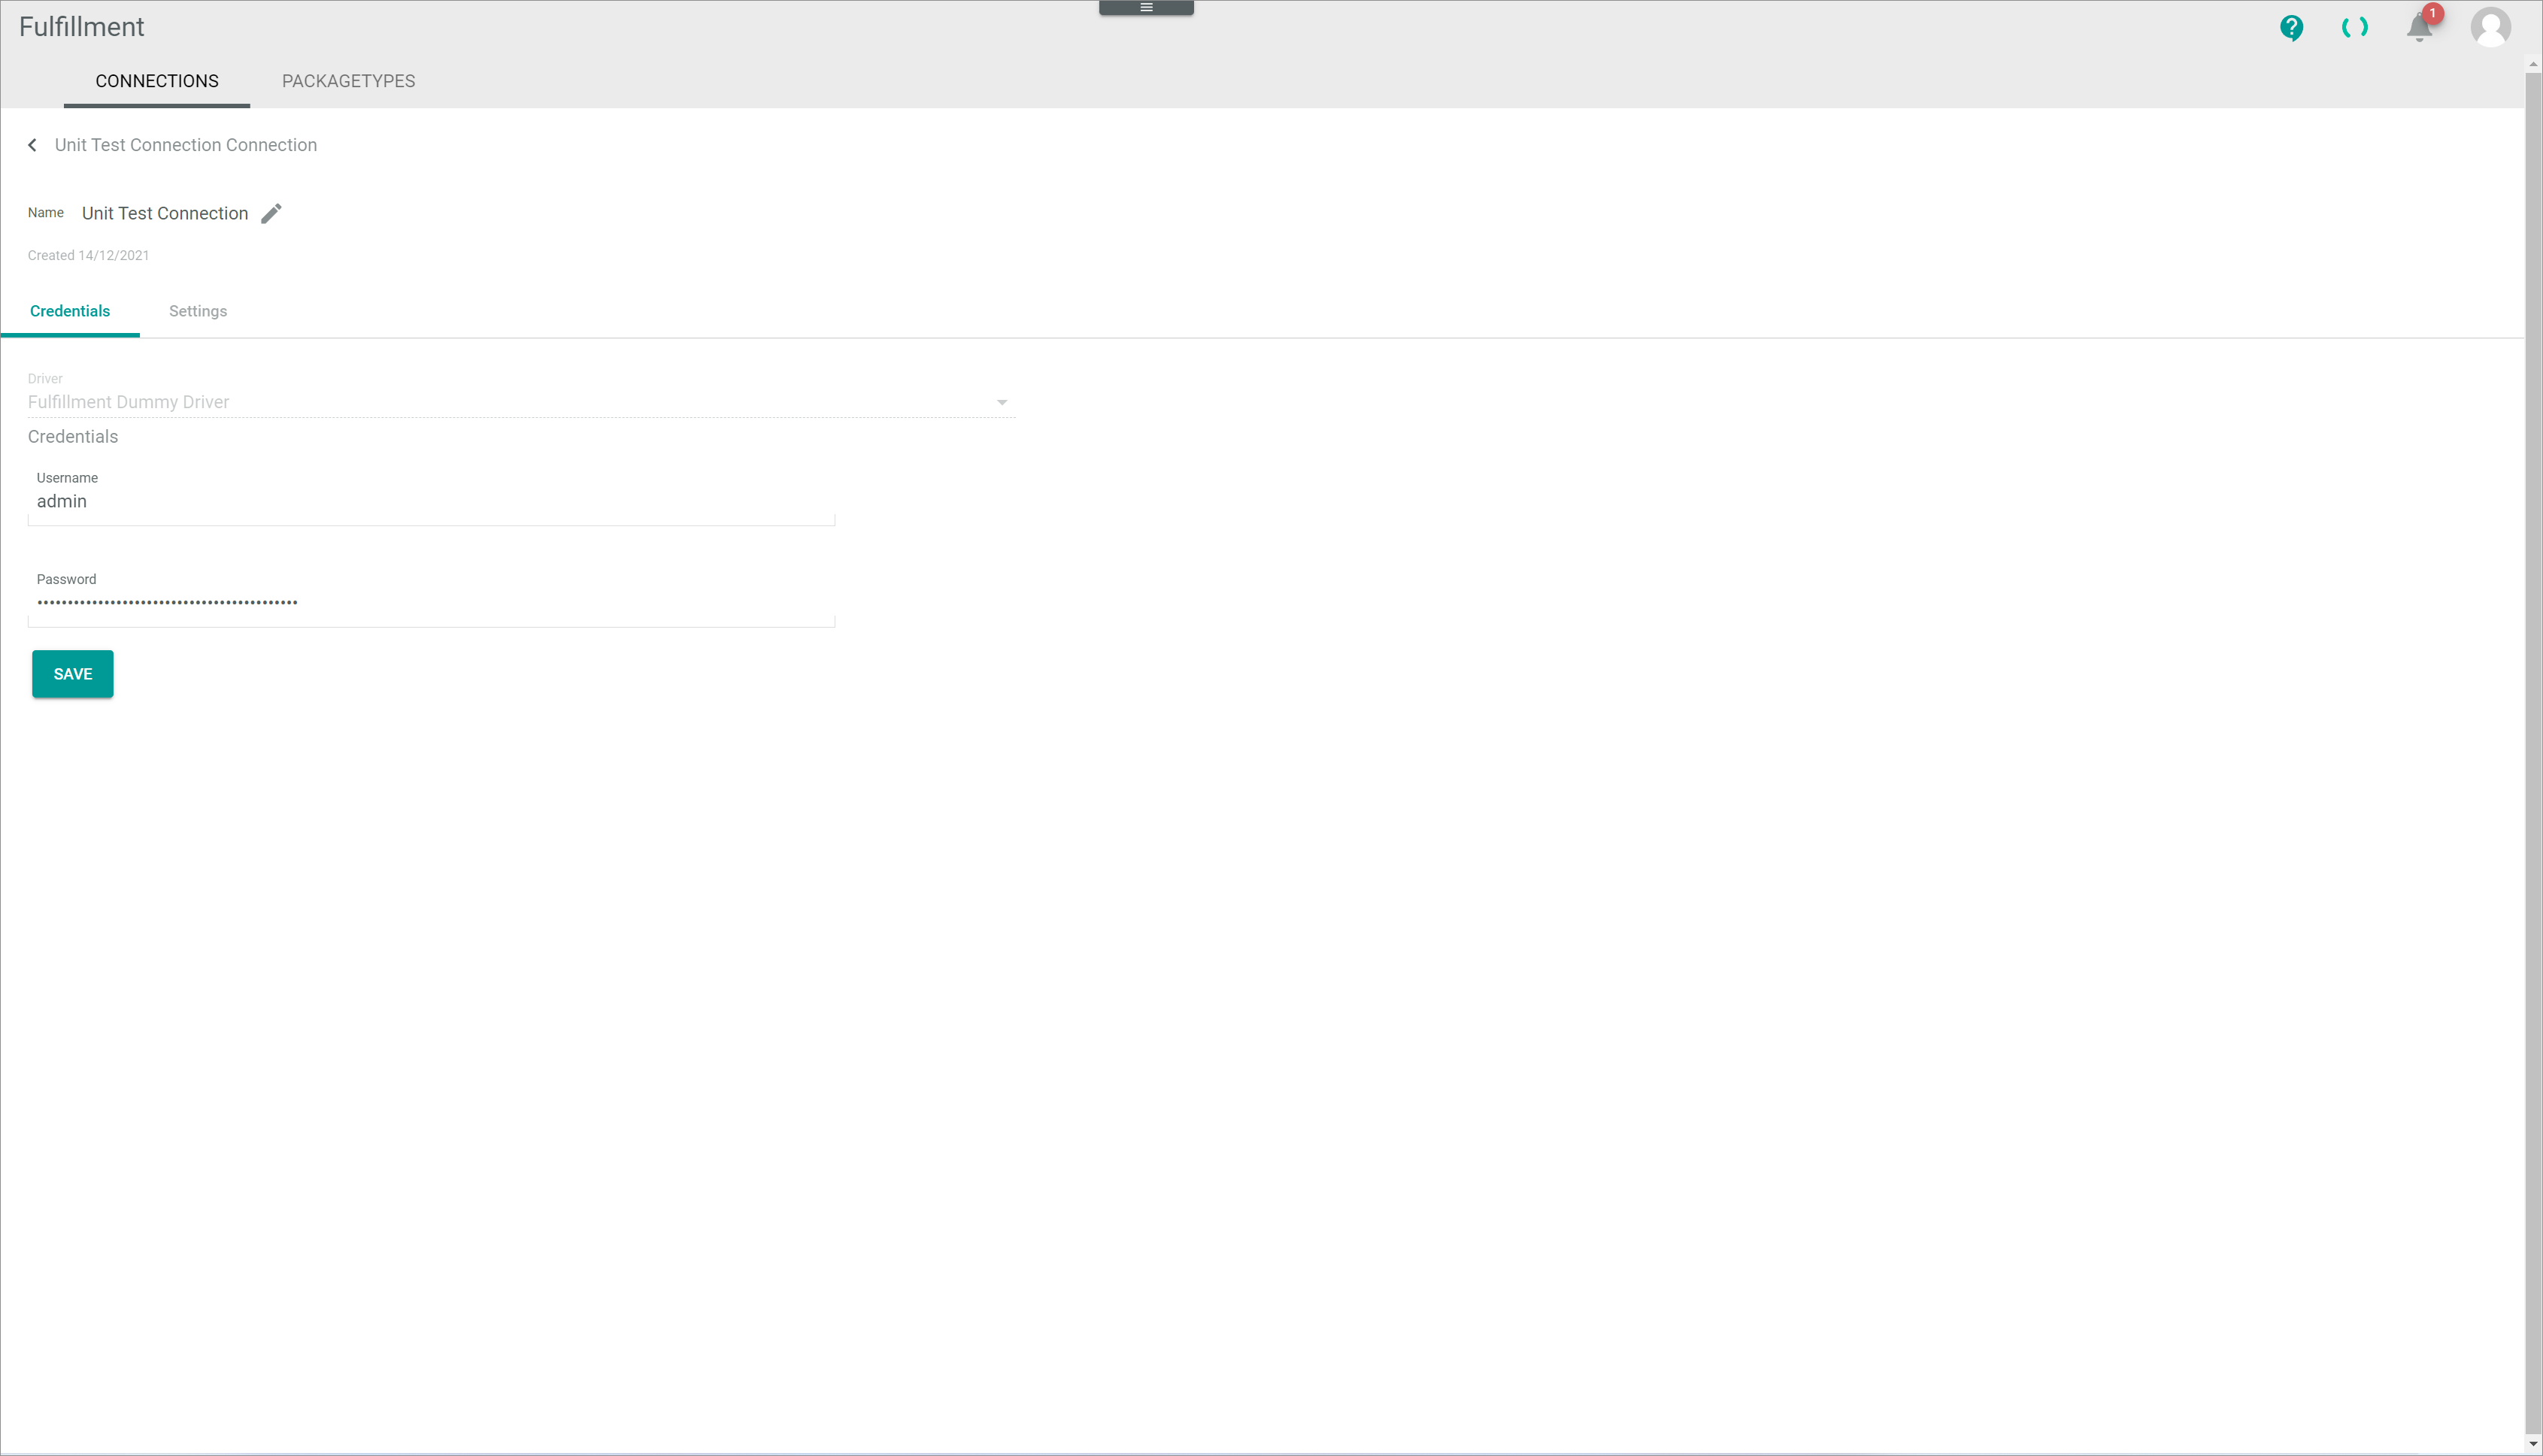 Fulfillment
1
CONNECTIONS PACKAGETYPES
Unit Test Connection Connection
Name Unit Test Connection
Created 14/12/2021
Credentials Settings
Driver
Fulfillment Dummy Driver
Credentials
Username
admin
Password
•••••••••••••••••••••••••••••••••••••••••••
SAVE